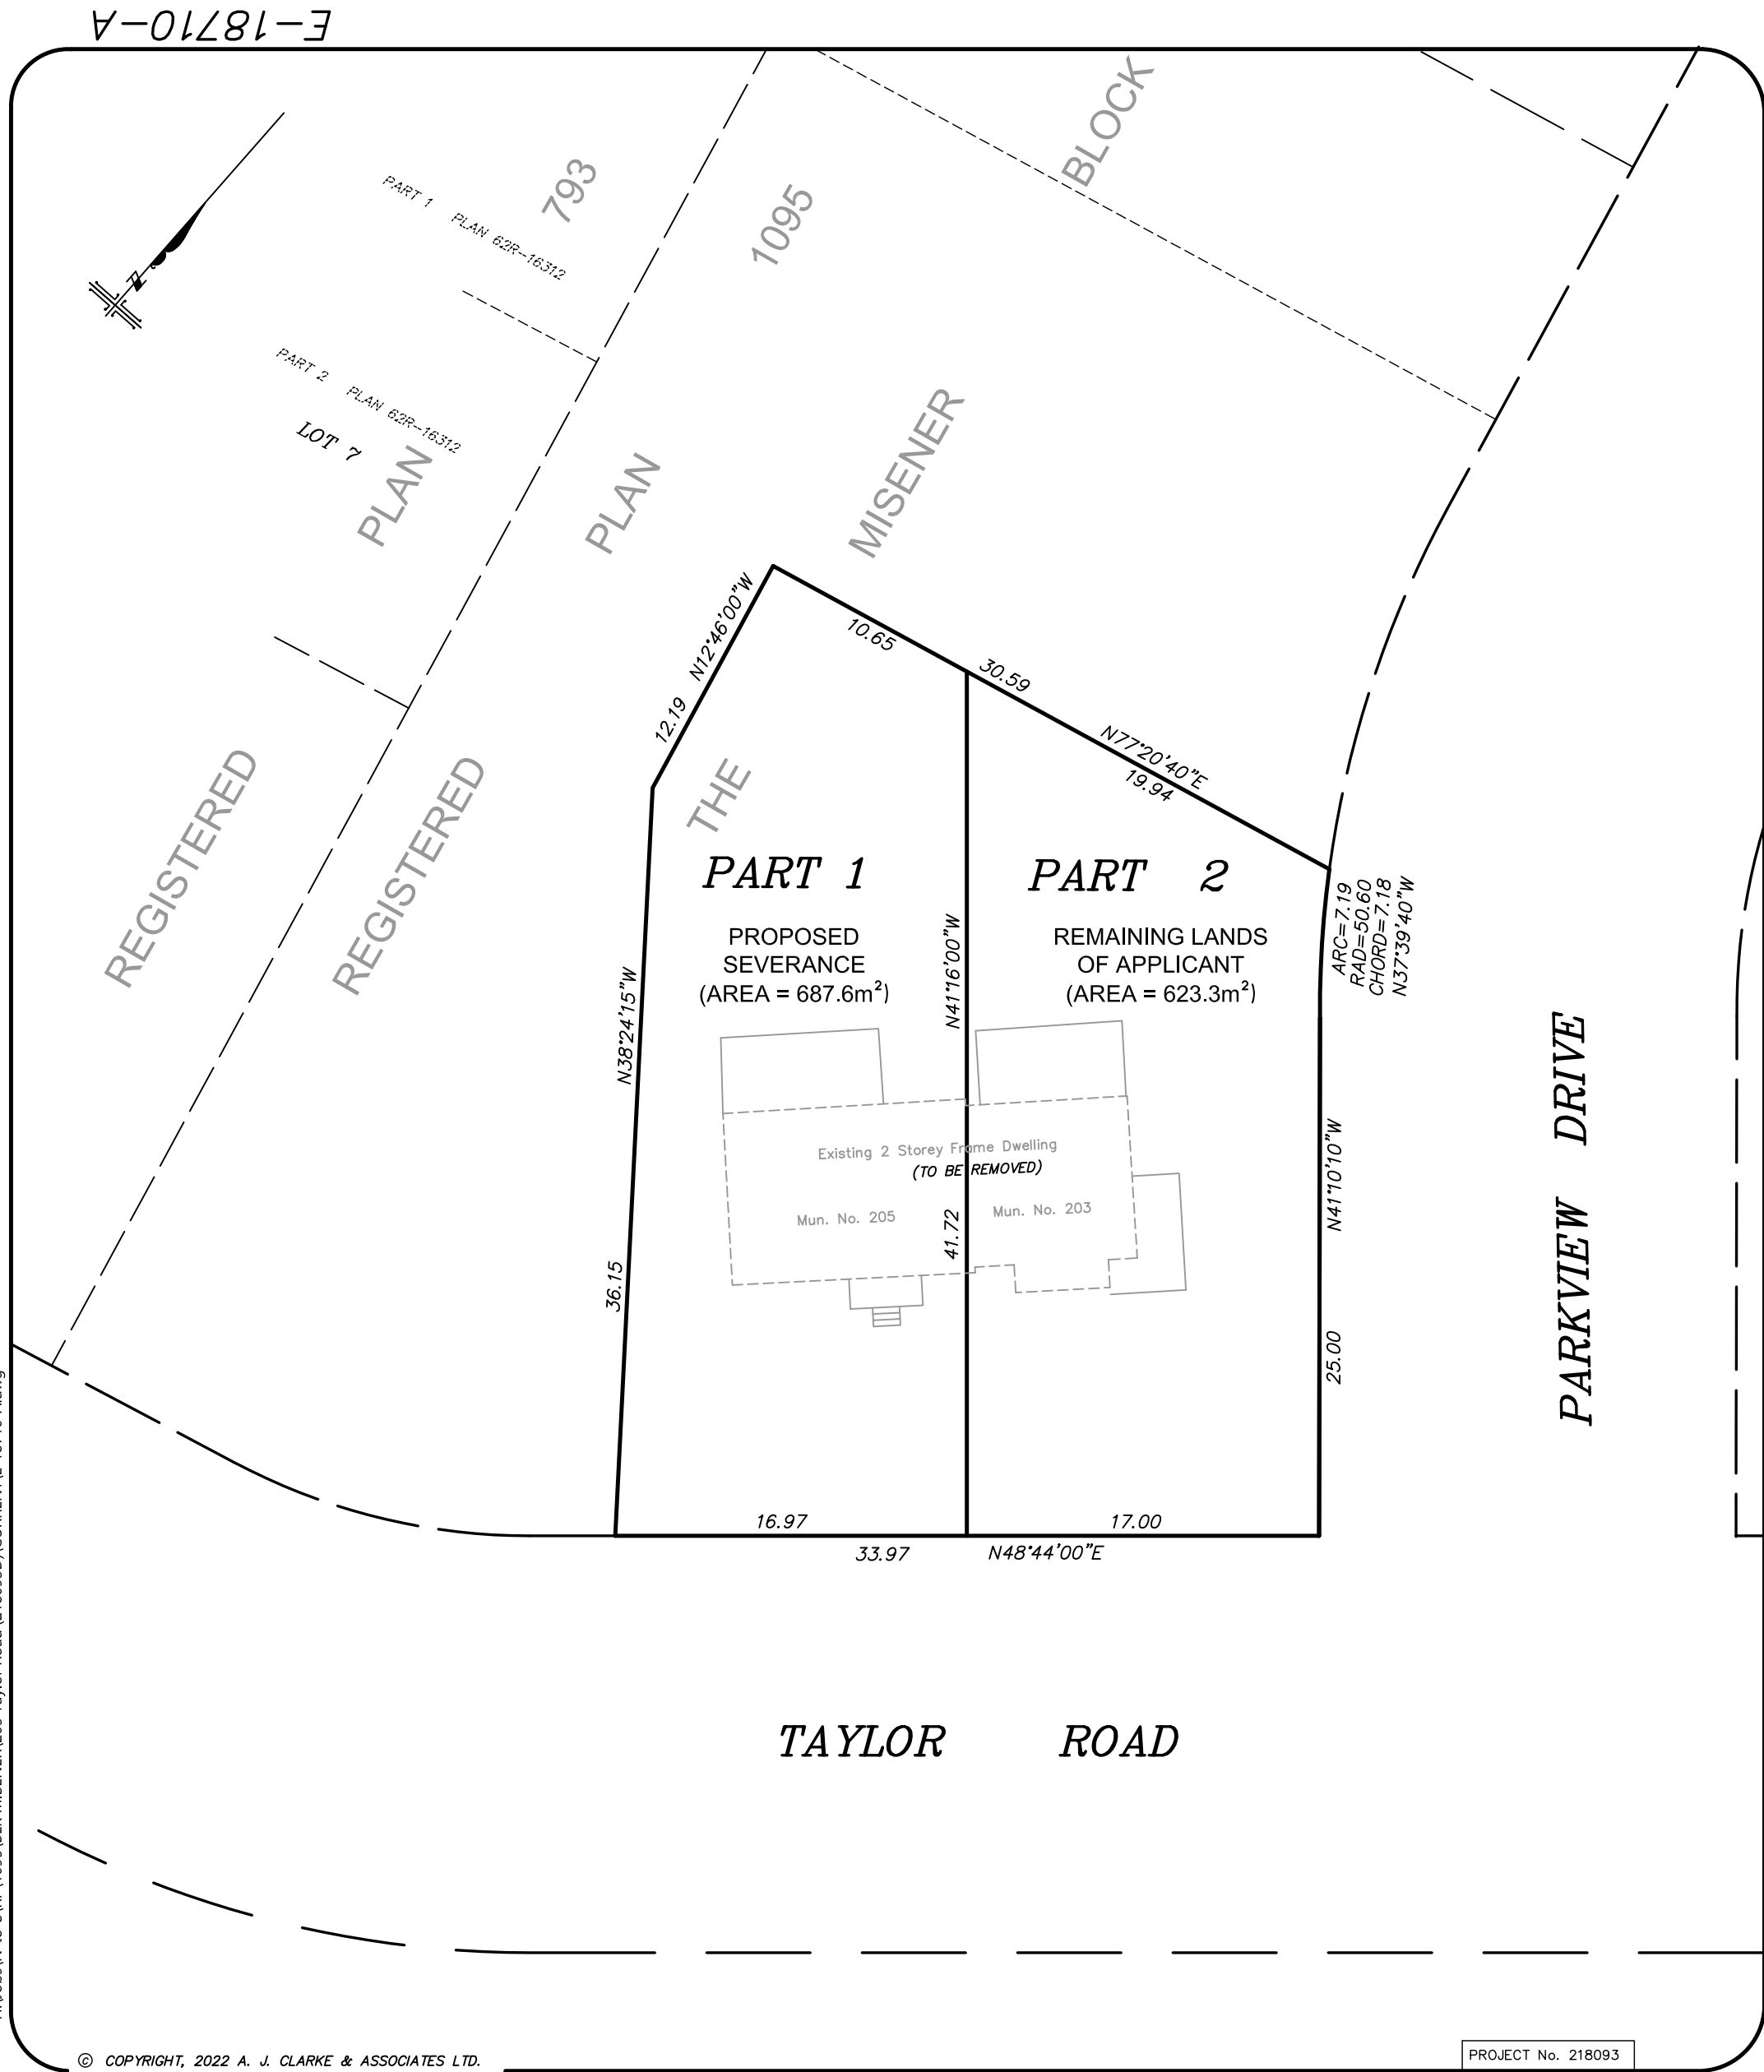 E-18710-A
BLOCK
793
1095
PART 1 PLAN 62R-16312
N
PART 2 PLAN 62R-16312
LOT 7
MISENER
PLAN
PLAN
N12°46'00"W
12.19
10.65
30.59
N77°20'40"E
19.94
REGISTERED
REGISTERED
THE
PART 1
PART 2
PROPOSED
SEVERANCE
(AREA = 687.6m²)
REMAINING LANDS
OF APPLICANT
(AREA = 623.3m²)
ARC=7.19
RAD=50.60
CHORD=7.18
N37°39'40"W
N38°24'15"W
36.15
N41°16'00"W
41.72
N41°10'10"W
25.00
Existing 2 Storey Frame Dwelling
(TO BE REMOVED)
Mun. No. 205
Mun. No. 203
PARKVIEW DRIVE
16.97
17.00
33.97
N48°44'00"E
TAYLOR ROAD
© COPYRIGHT, 2022 A. J. CLARKE & ASSOCIATES LTD.
PROJECT No. 218093